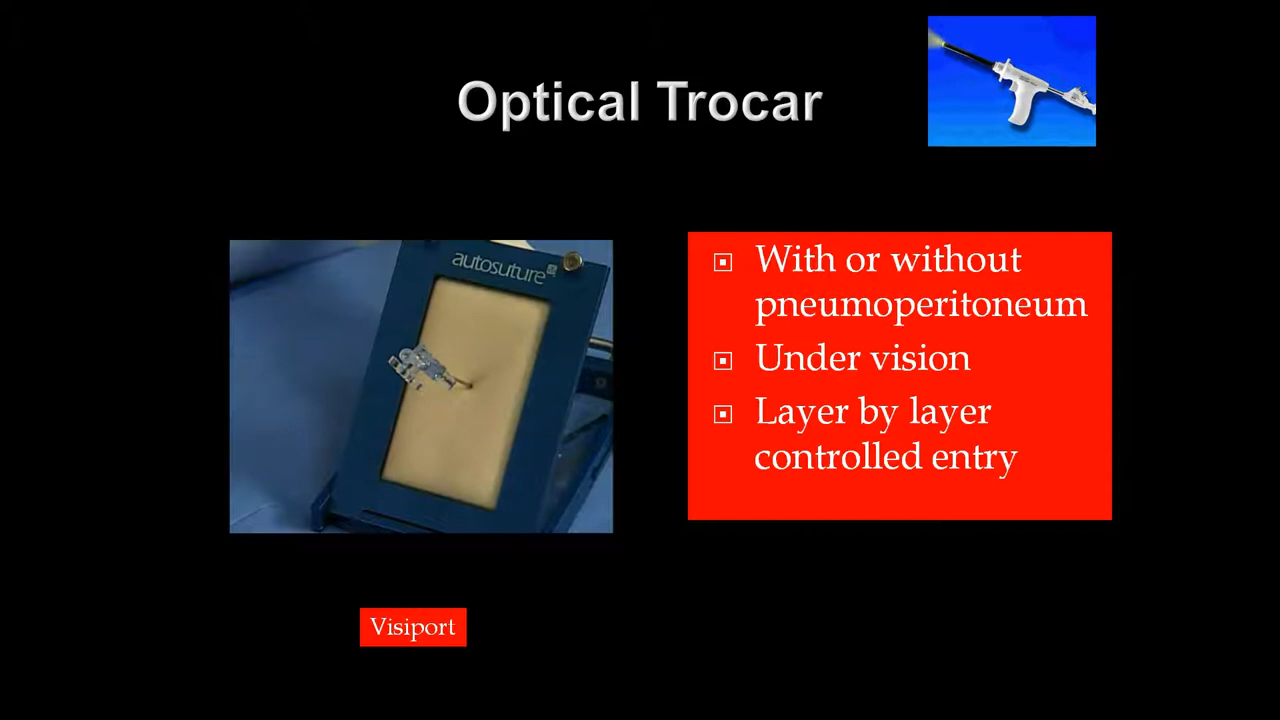 Optical Trocar
autosuture
With or without
pneumoperitoneum
Under vision
Layer by layer
controlled entry
Visiport